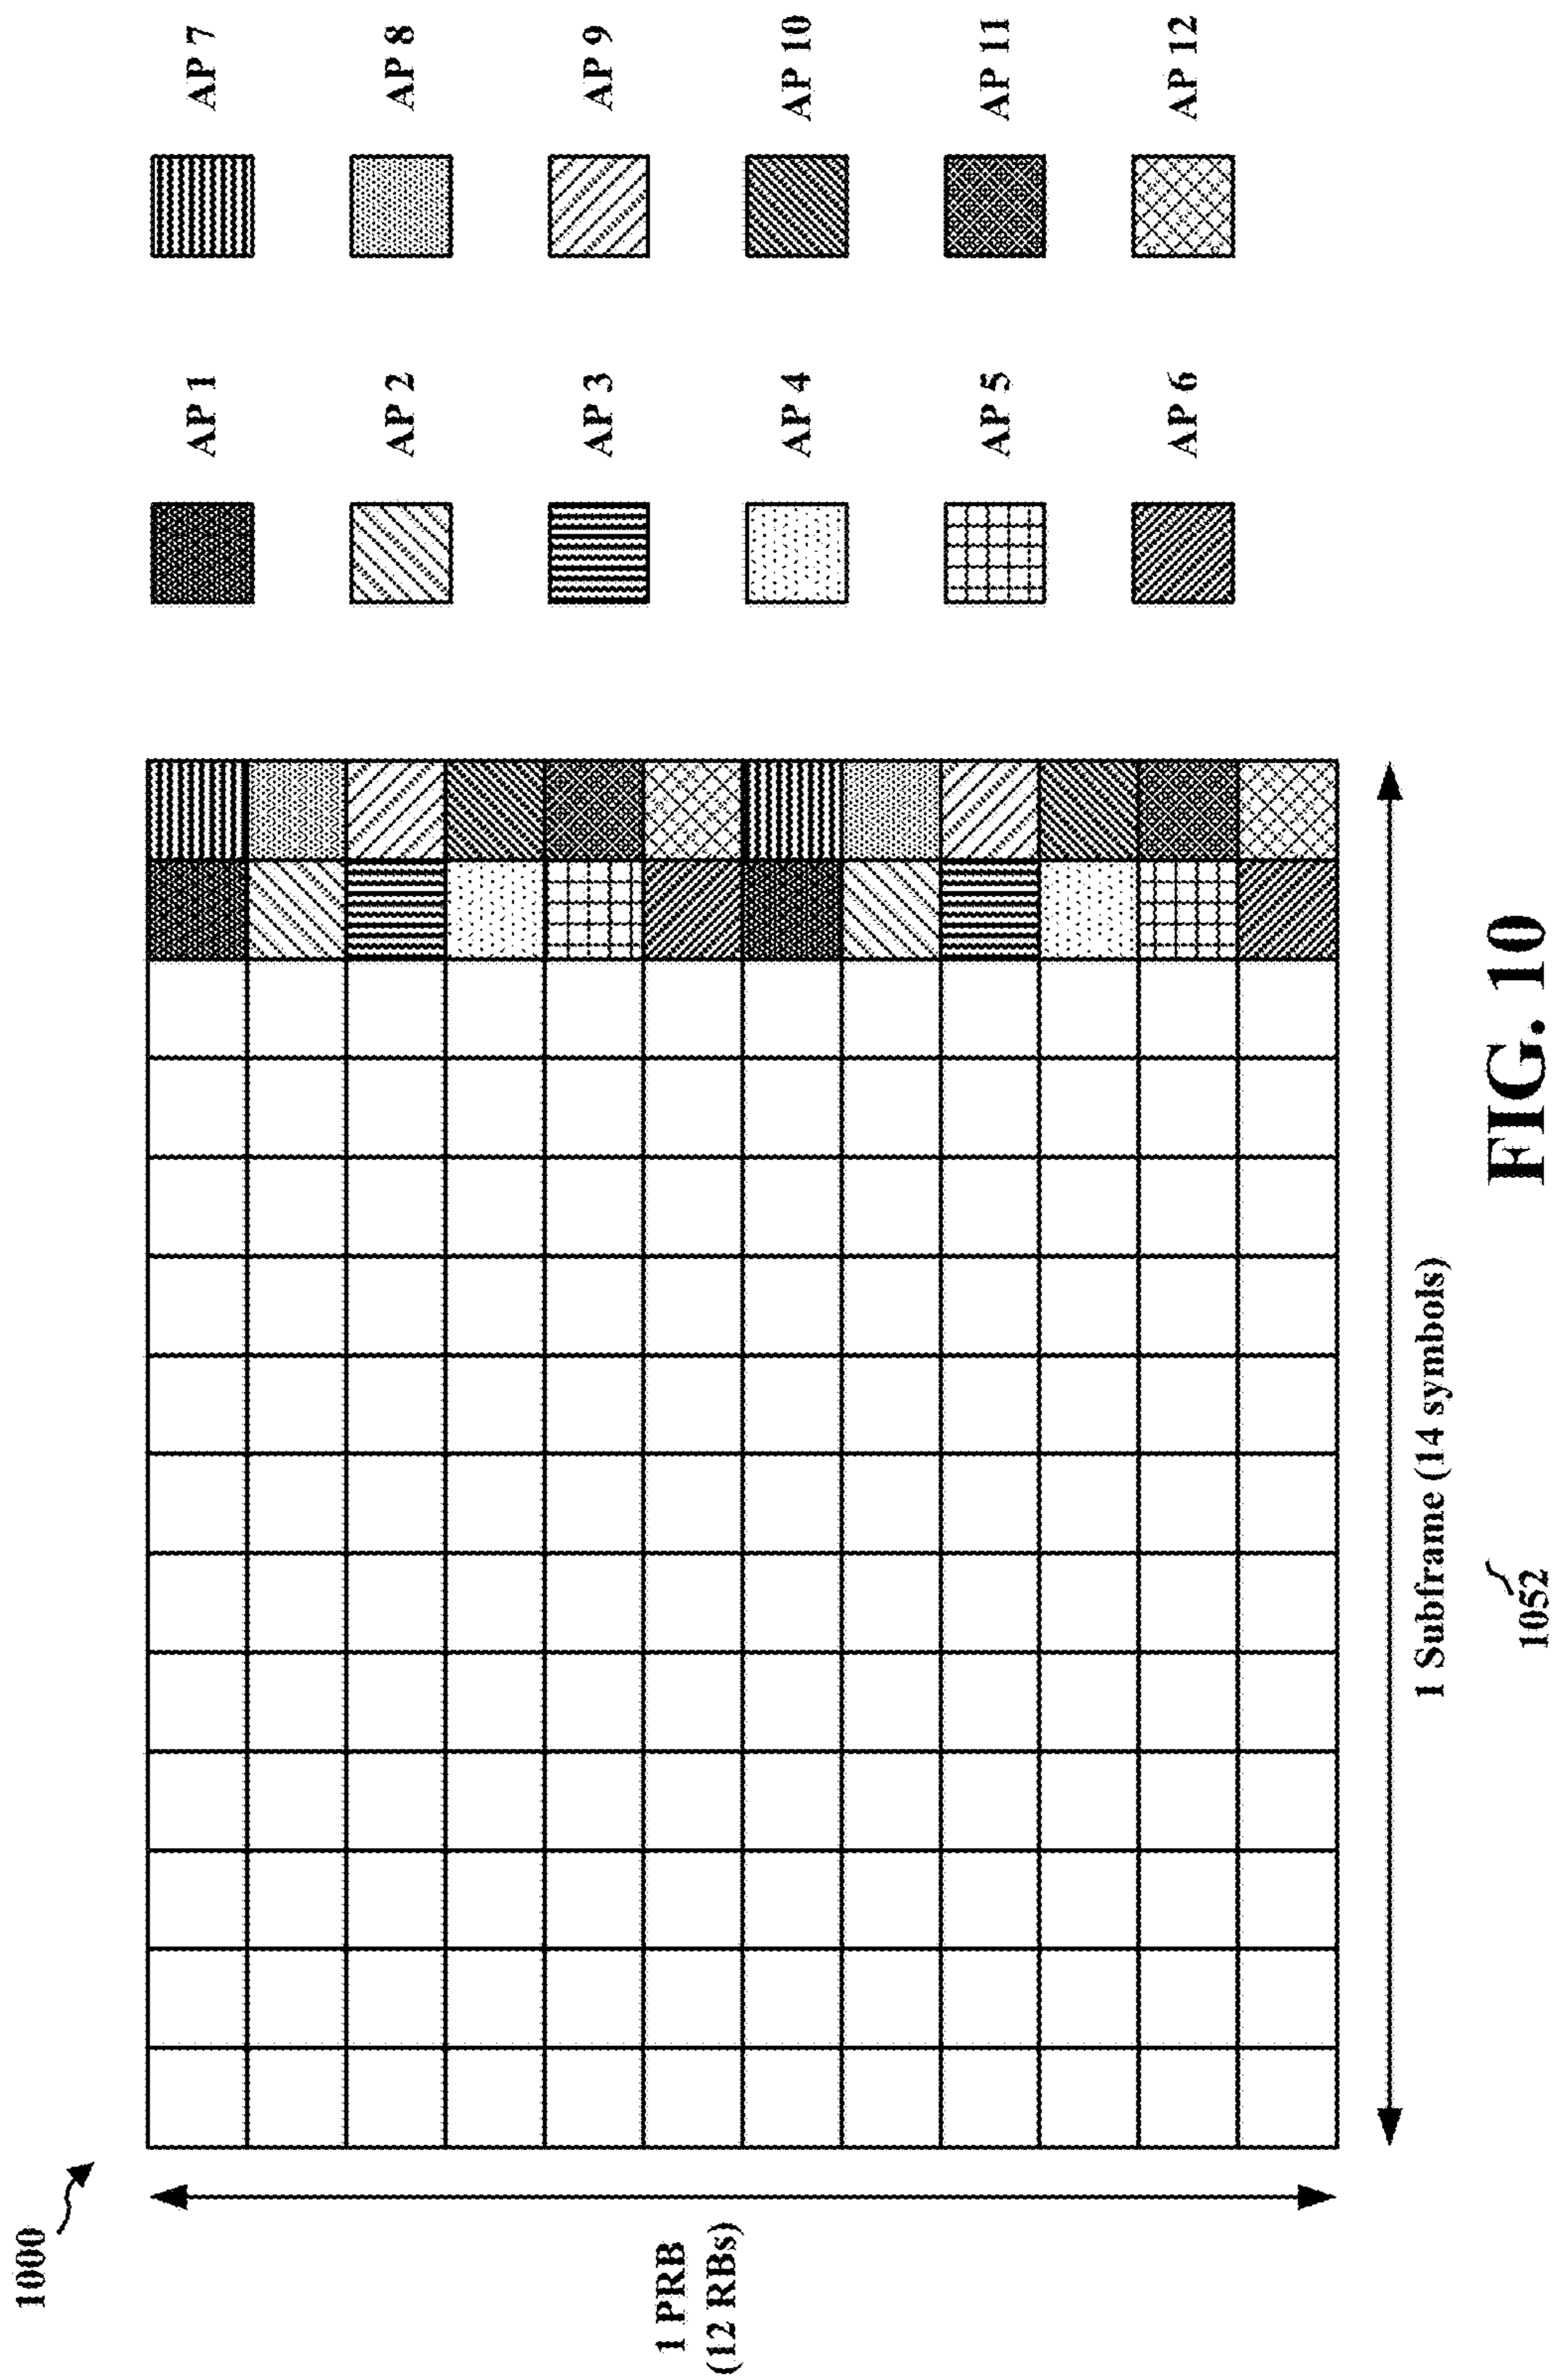 1000
1 PRB
(12 RBs)
AP 1
AP 7
AP 2
AP 8
AP 3
AP 9
AP 4
AP 10
AP 5
AP 11
AP 6
AP 12
1 Subframe (14 symbols)
1052
FIG. 10